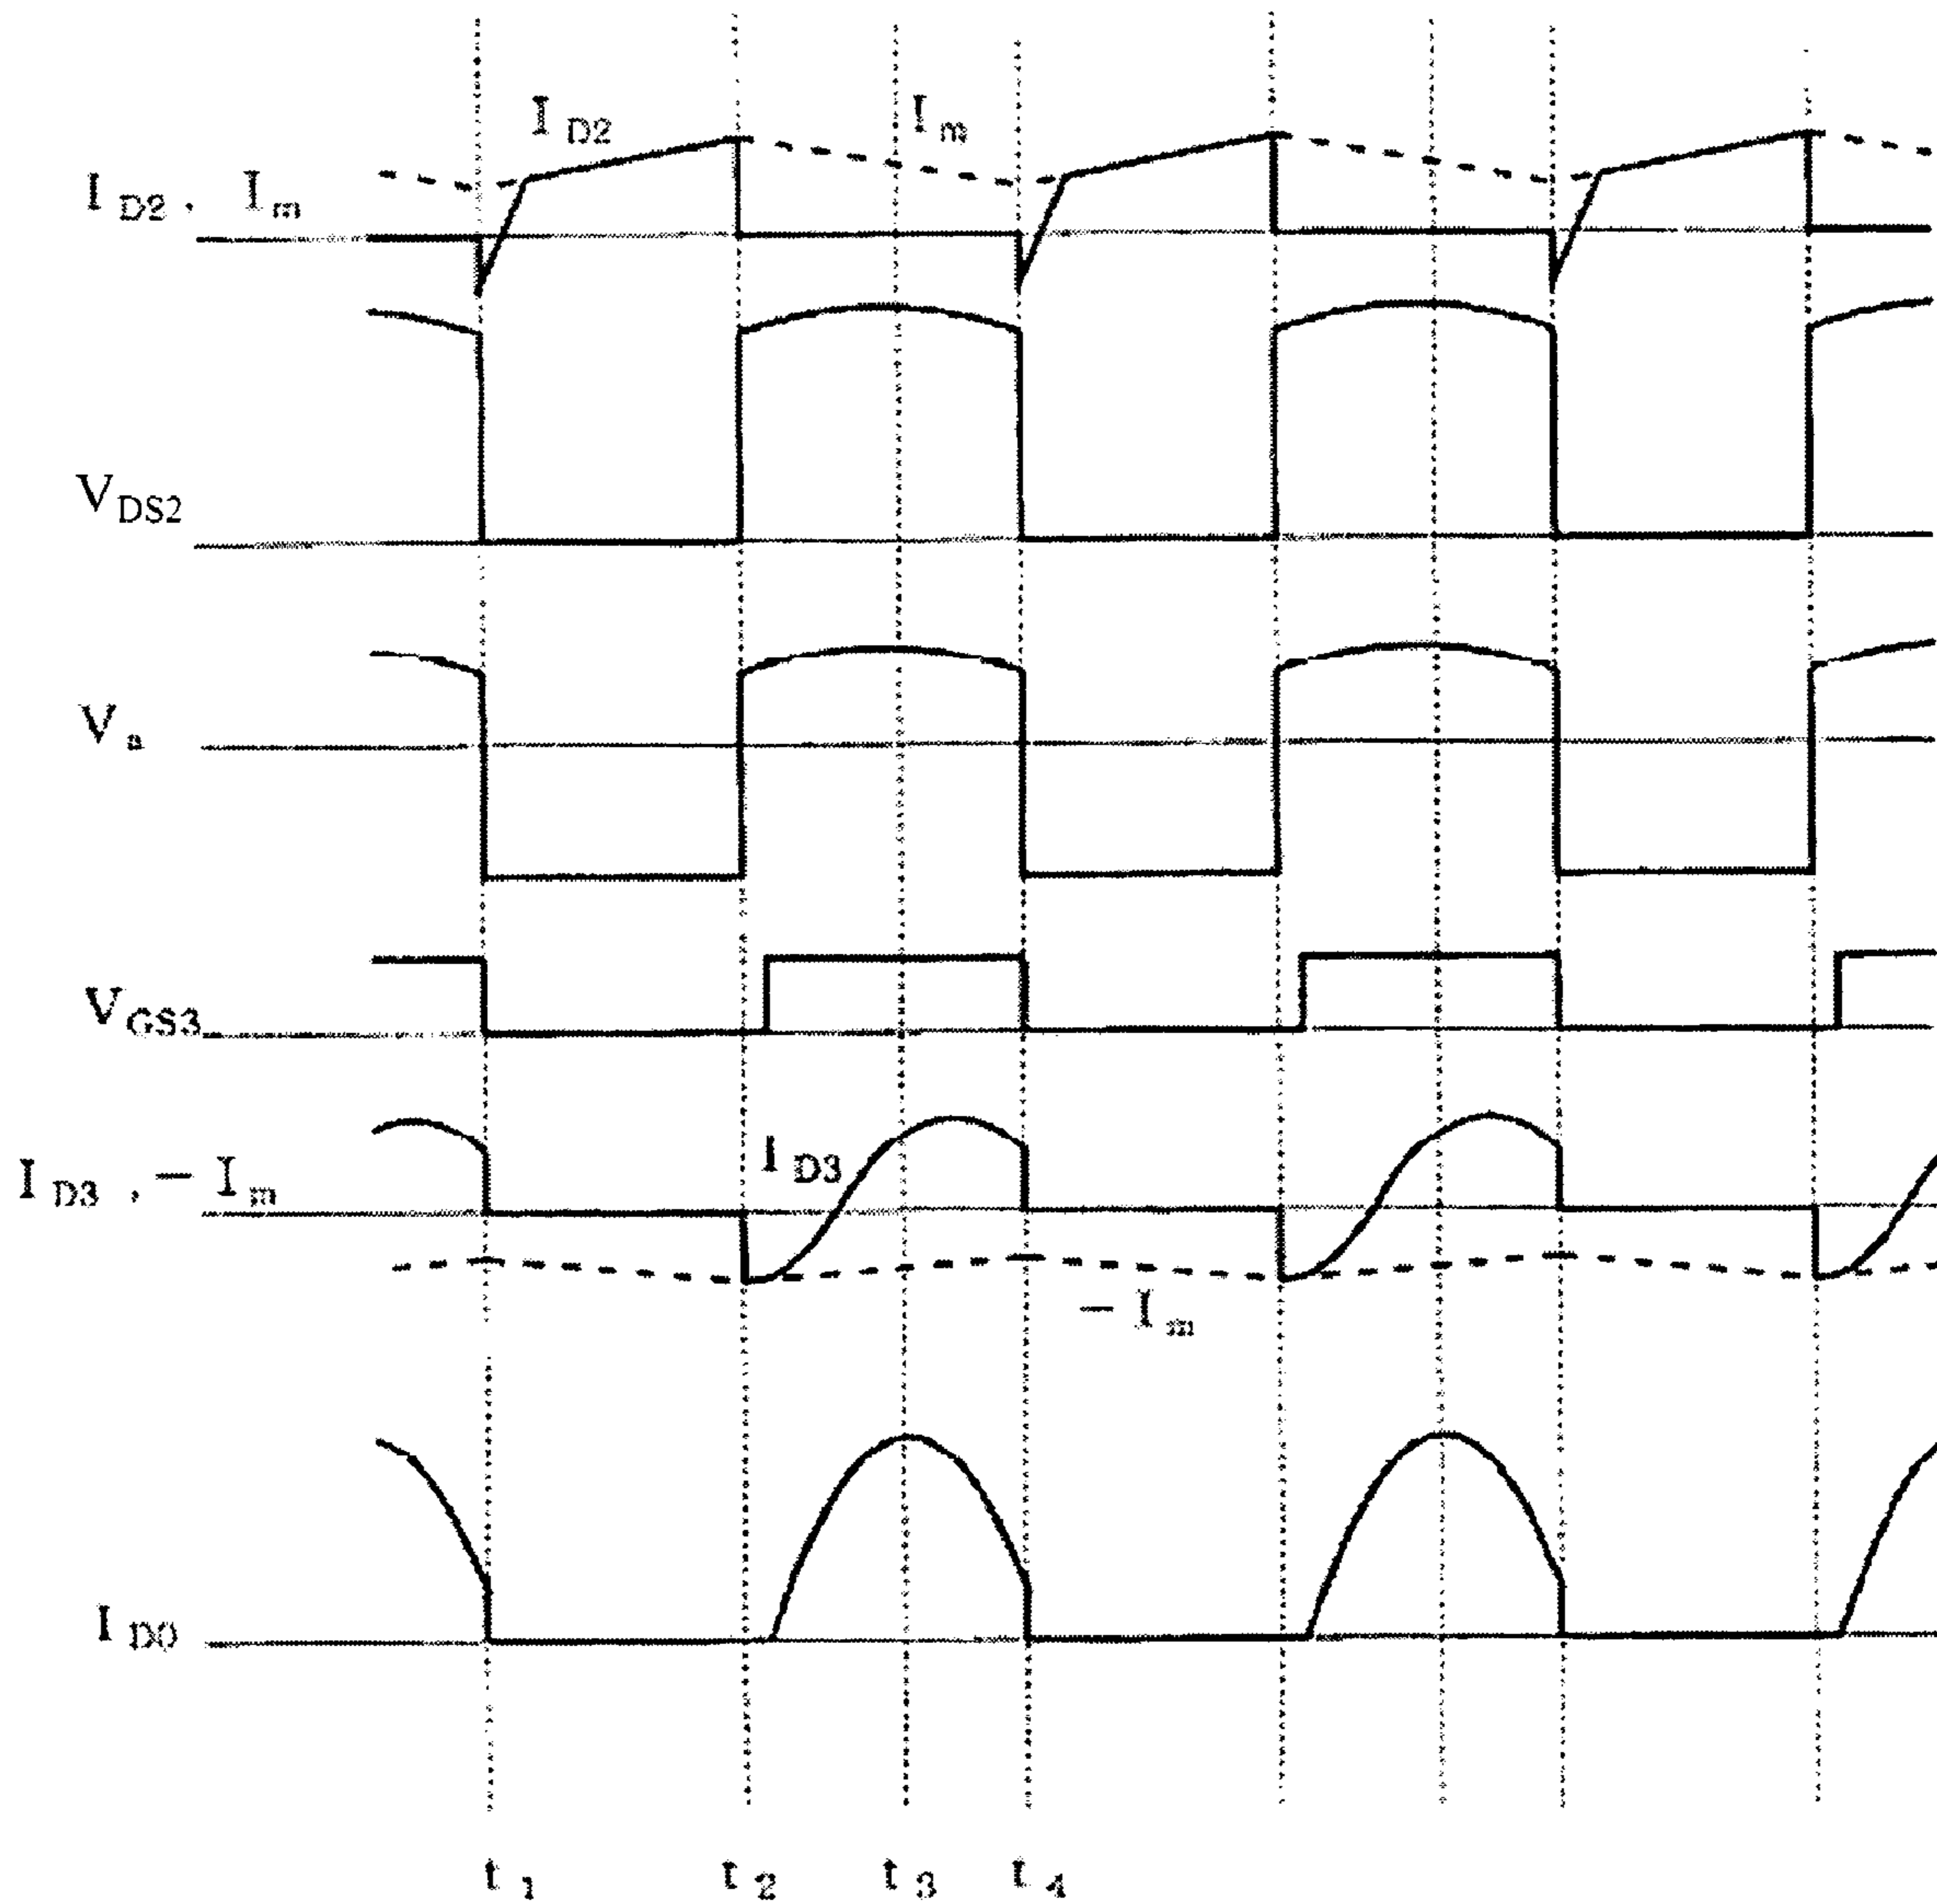 I D2
I m
I D2 , I m
V DS2
V a
V GS3
I D3
I D3 , − I m
− I m
I D0
t 1 t 2 t 3 t 4